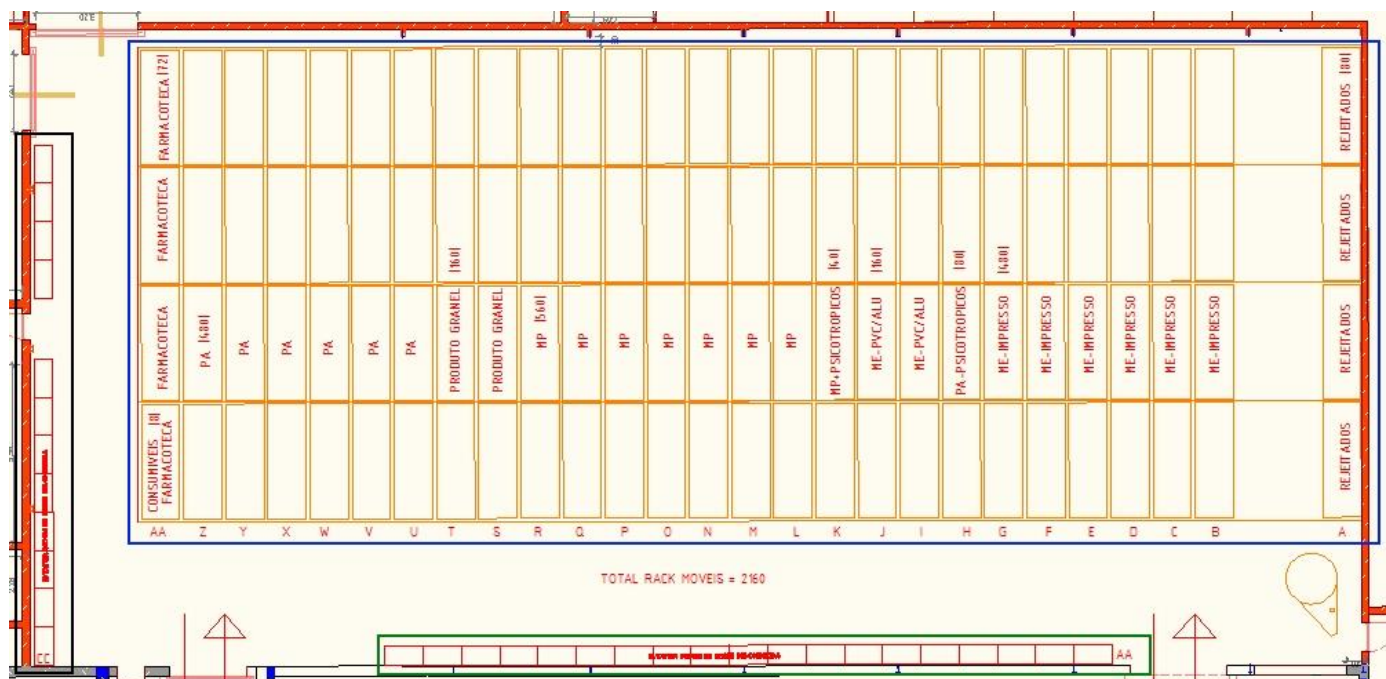 3.20
FARMACOTECA |72|
REJEITADOS |80|
FARMACOTECA
|160|
|40|
|160|
|80|
|480|
REJEITADOS
FARMACOTECA
PA |480|
PA
PA
PA
PA
PA
PRODUTO GRANEL
PRODUTO GRANEL
MP |560|
MP
MP
MP
MP
MP
MP
MP+PSICOTROPICOS
ME-PVC/ALU
ME-PVC/ALU
PA-PSICOTROPICOS
ME-IMPRESSO
ME-IMPRESSO
ME-IMPRESSO
ME-IMPRESSO
ME-IMPRESSO
ME-IMPRESSO
REJEITADOS
CONSUMIVEIS |8|
FARMACOTECA
REJEITADOS
AA Z Y X W V U T S R Q P O N M L K J I H G F E D C B A
TOTAL RACK MOVEIS = 2160
CC
AA